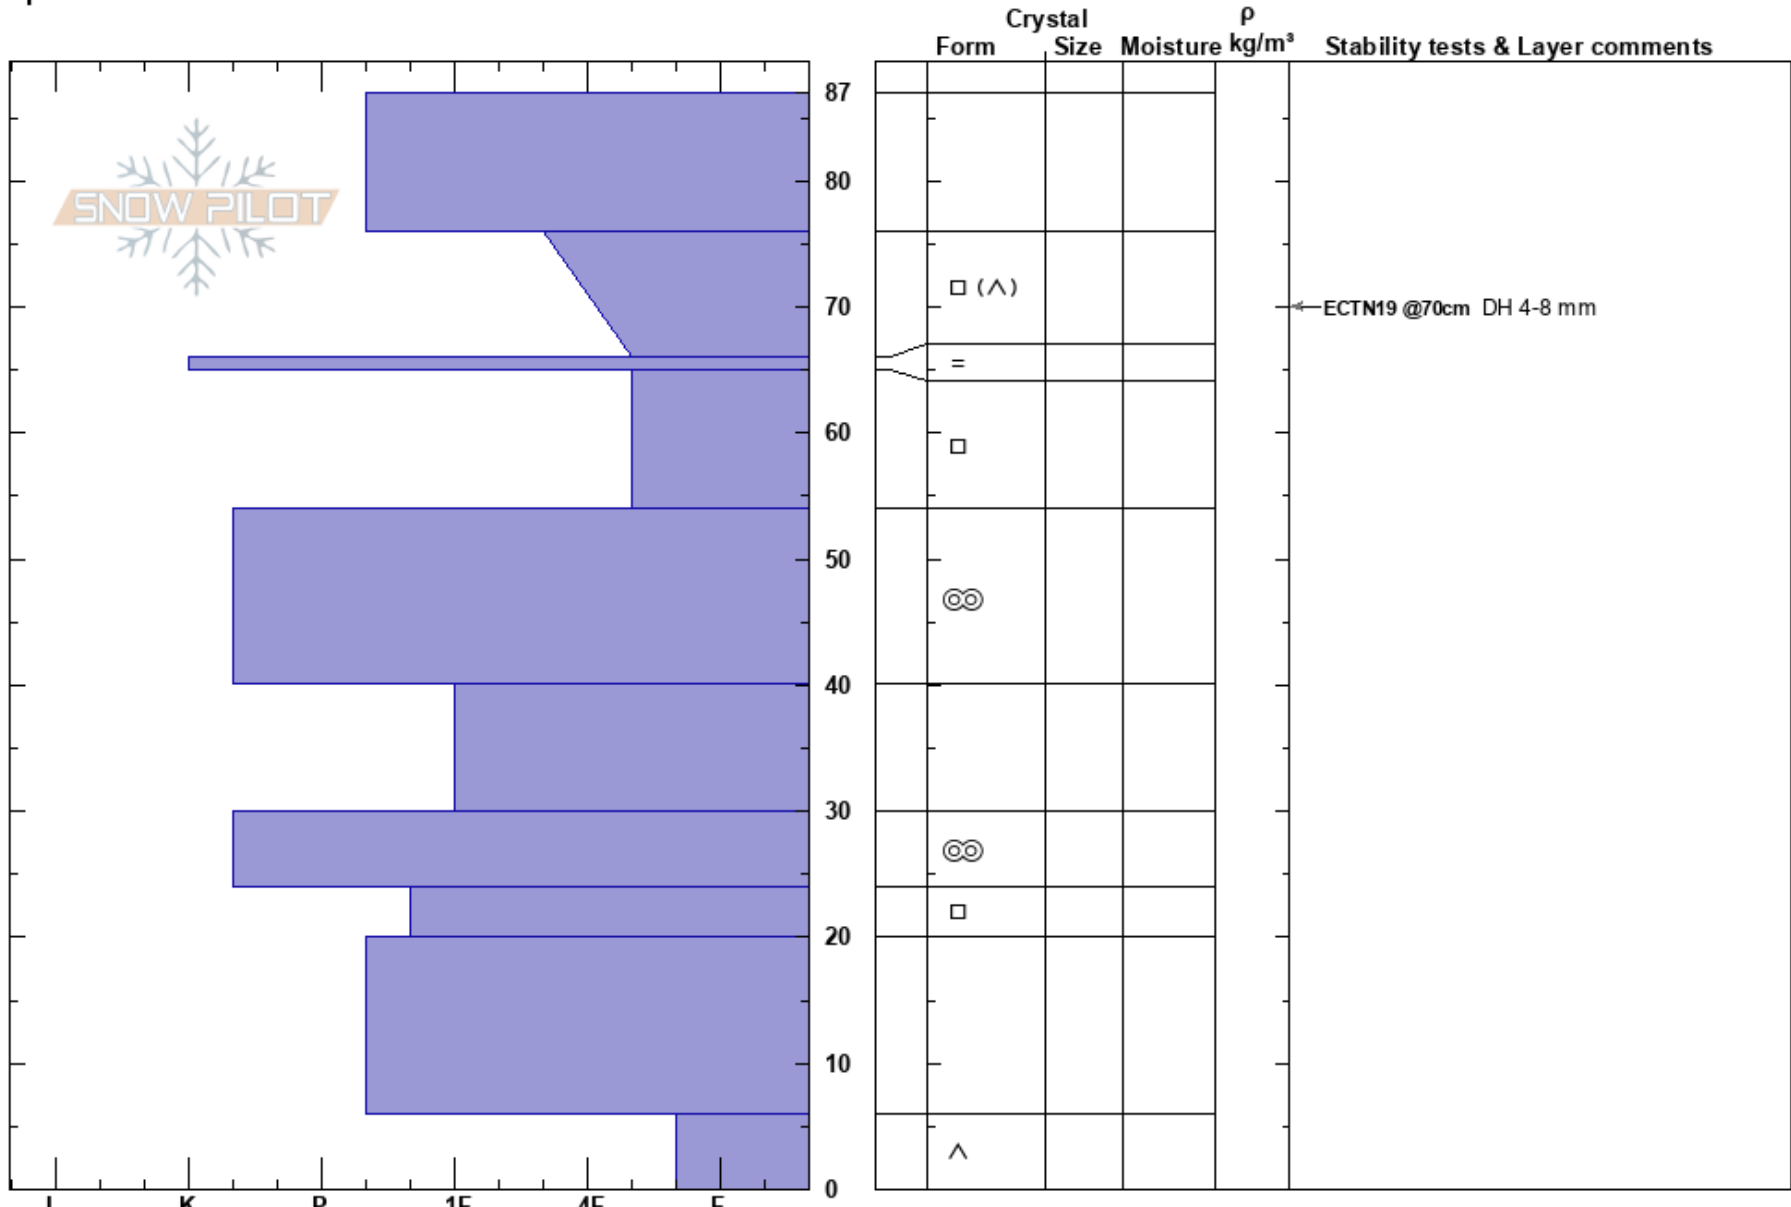 Crystal
ρ
Form Size Moisture kg/m³ Stability tests & Layer comments
87
SNOW PILOT
80
(∧)
70
ECTN19 @70cm DH 4-8 mm
=
60
50
40
30
20
10
∧
0
I K P 1F 4F F